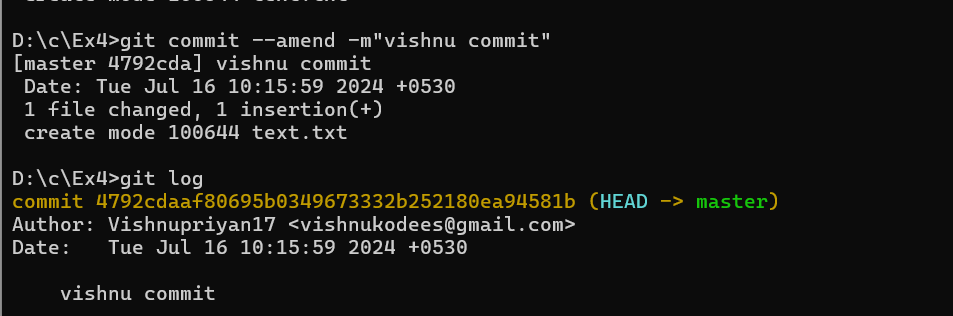 D:\c\Ex4>git commit --amend -m"vishnu commit"
[master 4792cda] vishnu commit
 Date: Tue Jul 16 10:15:59 2024 +0530
 1 file changed, 1 insertion(+)
 create mode 100644 text.txt

D:\c\Ex4>git log
commit 4792cdaaf80695b0349673332b252180ea94581b (HEAD -> master)
Author: Vishnupriyan17 <vishnukodees@gmail.com>
Date:   Tue Jul 16 10:15:59 2024 +0530

    vishnu commit